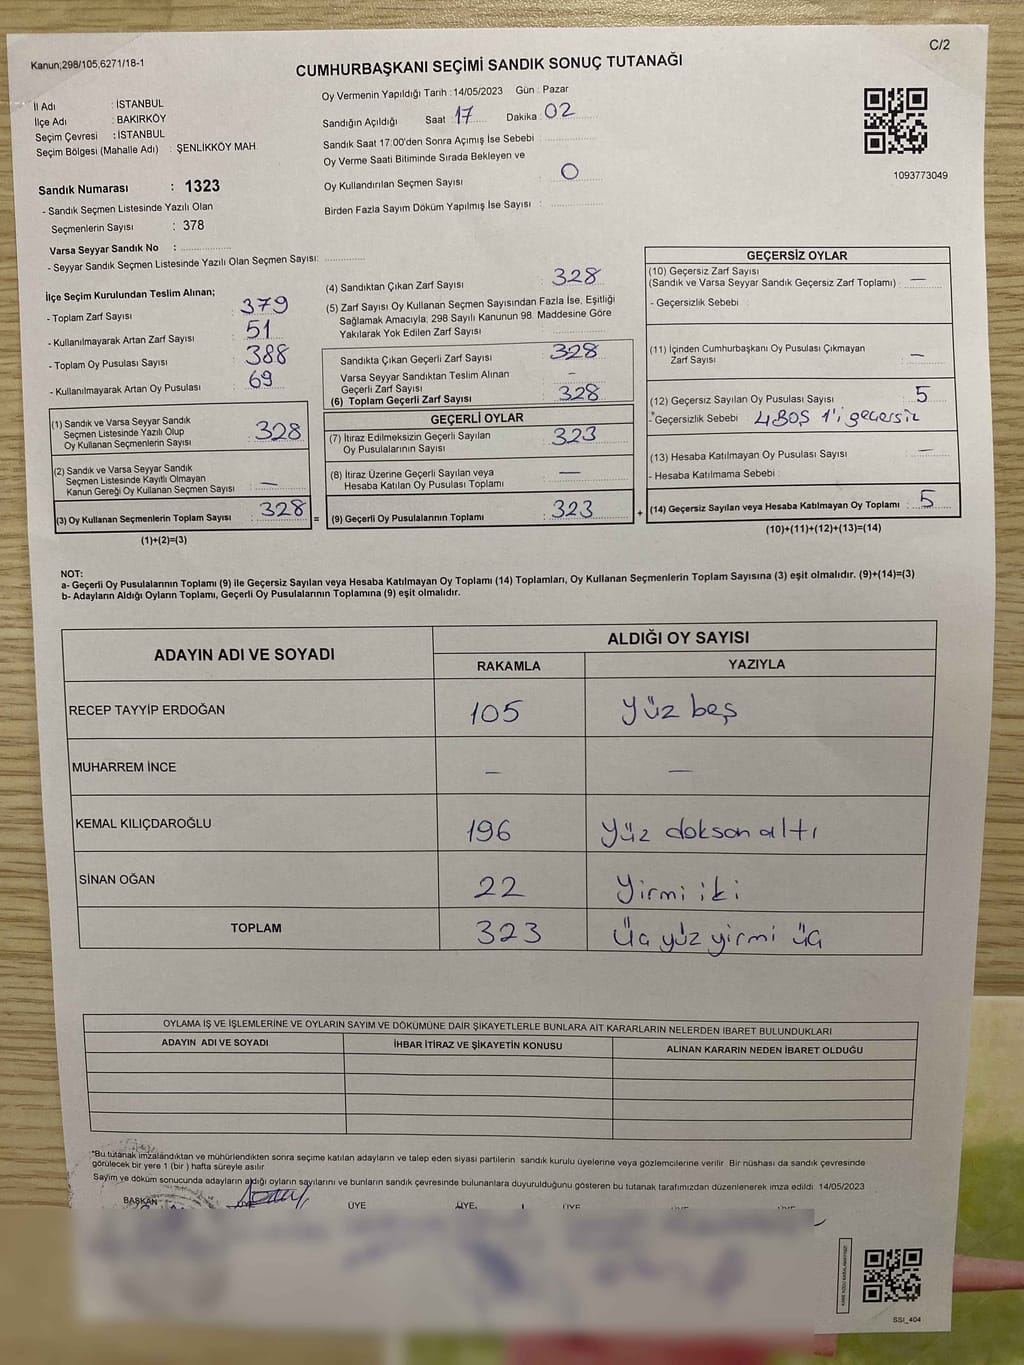 Kanun;298/105,6271/18-1
C/2
CUMHURBAŞKANI SEÇİMİ SANDIK SONUÇ TUTANAĞI
İl Adı : İSTANBUL
İlçe Adı : BAKIRKÖY
Seçim Çevresi : İSTANBUL
Seçim Bölgesi (Mahalle Adı) : ŞENLİKKÖY MAH
Sandık Numarası : 1323
- Sandık Seçmen Listesinde Yazılı Olan
Seçmenlerin Sayısı : 378
Varsa Seyyar Sandık No :
- Seyyar Sandık Seçmen Listesinde Yazılı Olan Seçmen Sayısı:
Oy Vermenin Yapıldığı Tarih : 14/05/2023 Gün : Pazar
Sandığın Açıldığı Saat 17 Dakika 02
Sandık Saat 17:00'den Sonra Açımış İse Sebebi :
Oy Verme Saati Bitiminde Sırada Bekleyen ve
Oy Kullandırılan Seçmen Sayısı : 0
Birden Fazla Sayım Döküm Yapılmış İse Sayısı :
1093773049
İlçe Seçim Kurulundan Teslim Alınan;
- Toplam Zarf Sayısı : 379
- Kullanılmayarak Artan Zarf Sayısı : 51
- Toplam Oy Pusulası Sayısı : 388
- Kullanılmayarak Artan Oy Pusulası : 69
(1) Sandık ve Varsa Seyyar Sandık
Seçmen Listesinde Yazılı Olup
Oy Kullanan Seçmenlerin Sayısı : 328
(2) Sandık ve Varsa Seyyar Sandık
Seçmen Listesinde Kayıtlı Olmayan
Kanun Gereği Oy Kullanan Seçmen Sayısı : —
(3) Oy Kullanan Seçmenlerin Toplam Sayısı : 328
(1)+(2)=(3)
(4) Sandıktan Çıkan Zarf Sayısı : 328
(5) Zarf Sayısı Oy Kullanan Seçmen Sayısından Fazla İse, Eşitliği
Sağlamak Amacıyla, 298 Sayılı Kanunun 98. Maddesine Göre
Yakılarak Yok Edilen Zarf Sayısı :
Sandıkta Çıkan Geçerli Zarf Sayısı : 328
Varsa Seyyar Sandıktan Teslim Alınan
Geçerli Zarf Sayısı : -
(6) Toplam Geçerli Zarf Sayısı : 328
GEÇERLİ OYLAR
(7) İtiraz Edilmeksizin Geçerli Sayılan
Oy Pusulalarının Sayısı : 323
(8) İtiraz Üzerine Geçerli Sayılan veya
Hesaba Katılan Oy Pusulası Toplamı : —
= (9) Geçerli Oy Pusulalarının Toplamı : 323
GEÇERSİZ OYLAR
(10) Geçersiz Zarf Sayısı
(Sandık ve Varsa Seyyar Sandık Geçersiz Zarf Toplamı) : —
- Geçersizlik Sebebi :
(11) İçinden Cumhurbaşkanı Oy Pusulası Çıkmayan
Zarf Sayısı : —
(12) Geçersiz Sayılan Oy Pusulası Sayısı : 5
- Geçersizlik Sebebi : 4 BOŞ 1'i geçersiz
(13) Hesaba Katılmayan Oy Pusulası Sayısı : —
- Hesaba Katılmama Sebebi :
+ (14) Geçersiz Sayılan veya Hesaba Katılmayan Oy Toplamı : 5
(10)+(11)+(12)+(13)=(14)
NOT:
a- Geçerli Oy Pusulalarının Toplamı (9) ile Geçersiz Sayılan veya Hesaba Katılmayan Oy Toplamı (14) Toplamları, Oy Kullanan Seçmenlerin Toplam Sayısına (3) eşit olmalıdır. (9)+(14)=(3)
b- Adayların Aldığı Oyların Toplamı, Geçerli Oy Pusulalarının Toplamına (9) eşit olmalıdır.
ADAYIN ADI VE SOYADI
ALDIĞI OY SAYISI
RAKAMLA YAZIYLA
RECEP TAYYİP ERDOĞAN 105 yüz beş
MUHARREM İNCE — —
KEMAL KILIÇDAROĞLU 196 yüz doksan altı
SİNAN OĞAN 22 Yirmi iki
TOPLAM 323 üç yüz yirmi üç
OYLAMA İŞ VE İŞLEMLERİNE VE OYLARIN SAYIM VE DÖKÜMÜNE DAİR ŞİKAYETLERLE BUNLARA AİT KARARLARIN NELERDEN İBARET BULUNDUKLARI
ADAYIN ADI VE SOYADI İHBAR İTİRAZ VE ŞİKAYETİN KONUSU ALINAN KARARIN NEDEN İBARET OLDUĞU
"Bu tutanak imzalandıktan ve mühürlendikten sonra seçime katılan adayların ve talep eden siyasi partilerin sandık kurulu üyelerine veya gözlemcilerine verilir Bir nüshası da sandık çevresinde
görülecek bir yere 1 (bir ) hafta süreyle asılır
Sayım ve döküm sonucunda adayların aldığı oyların sayılarını ve bunların sandık çevresinde bulunanlara duyurulduğunu gösteren bu tutanak tarafımızdan düzenlenerek imza edildi 14/05/2023
BAŞKAN ÜYE ÜYE ÜYE ÜYE
SSI_404